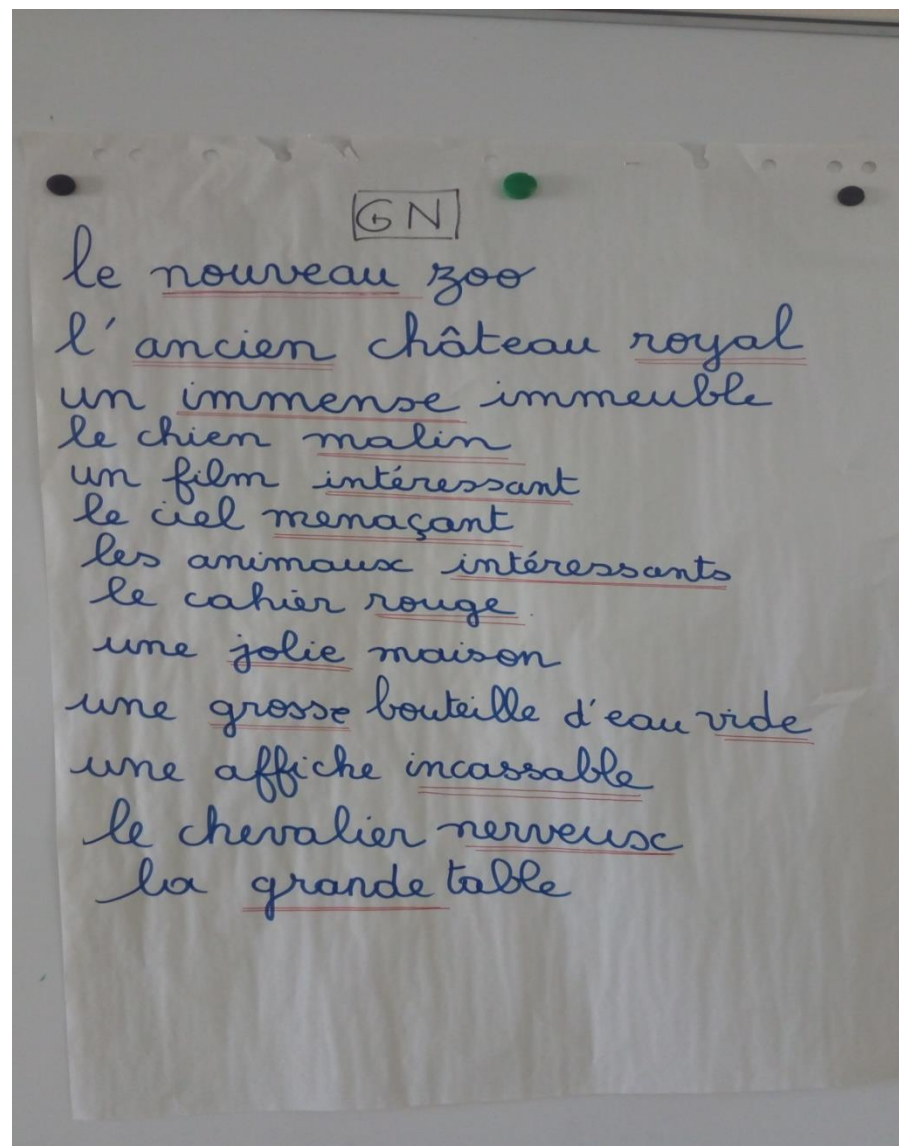 GN
le nouveau zoo
l'ancien château royal
un immense immeuble
le chien malin
un film intéressant
le ciel menaçant
les animaux intéressants
le cahier rouge
une jolie maison
une grosse bouteille d'eau vide
une affiche incassable
le chevalier nerveux
la grande table